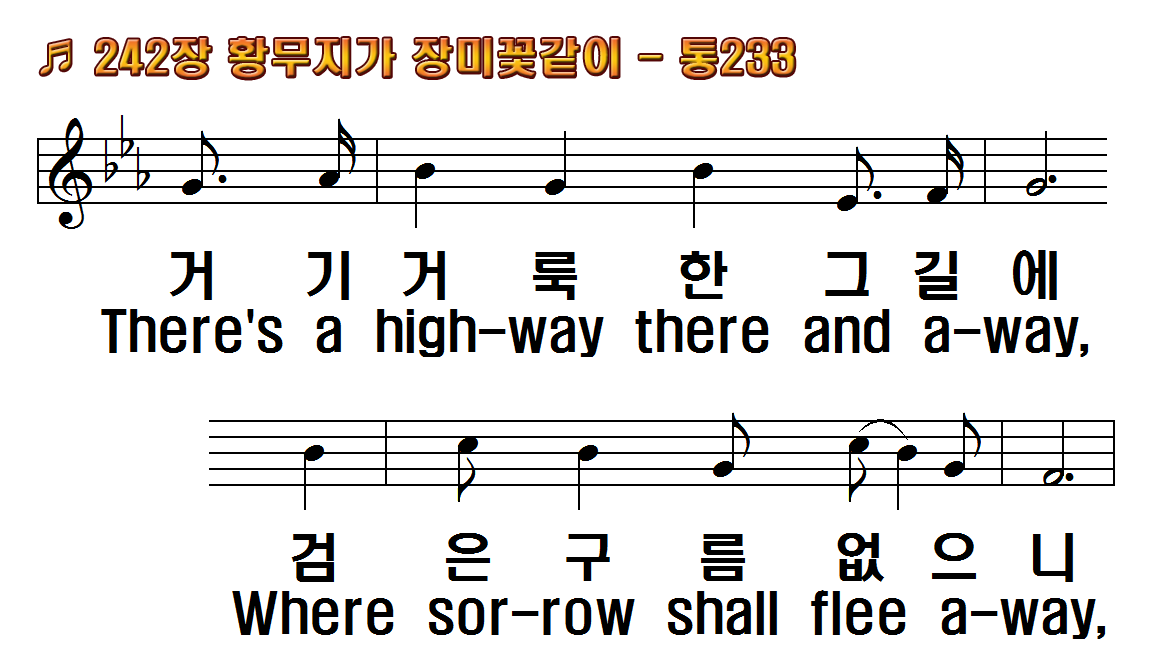 ♬ 242장 황무지가 장미꽃같이 - 통233
거 기 거 룩 한 그 길 에
There's a high-way there and a-way,
검 은 구 름 없 으 니
Where sor-row shall flee a-way,